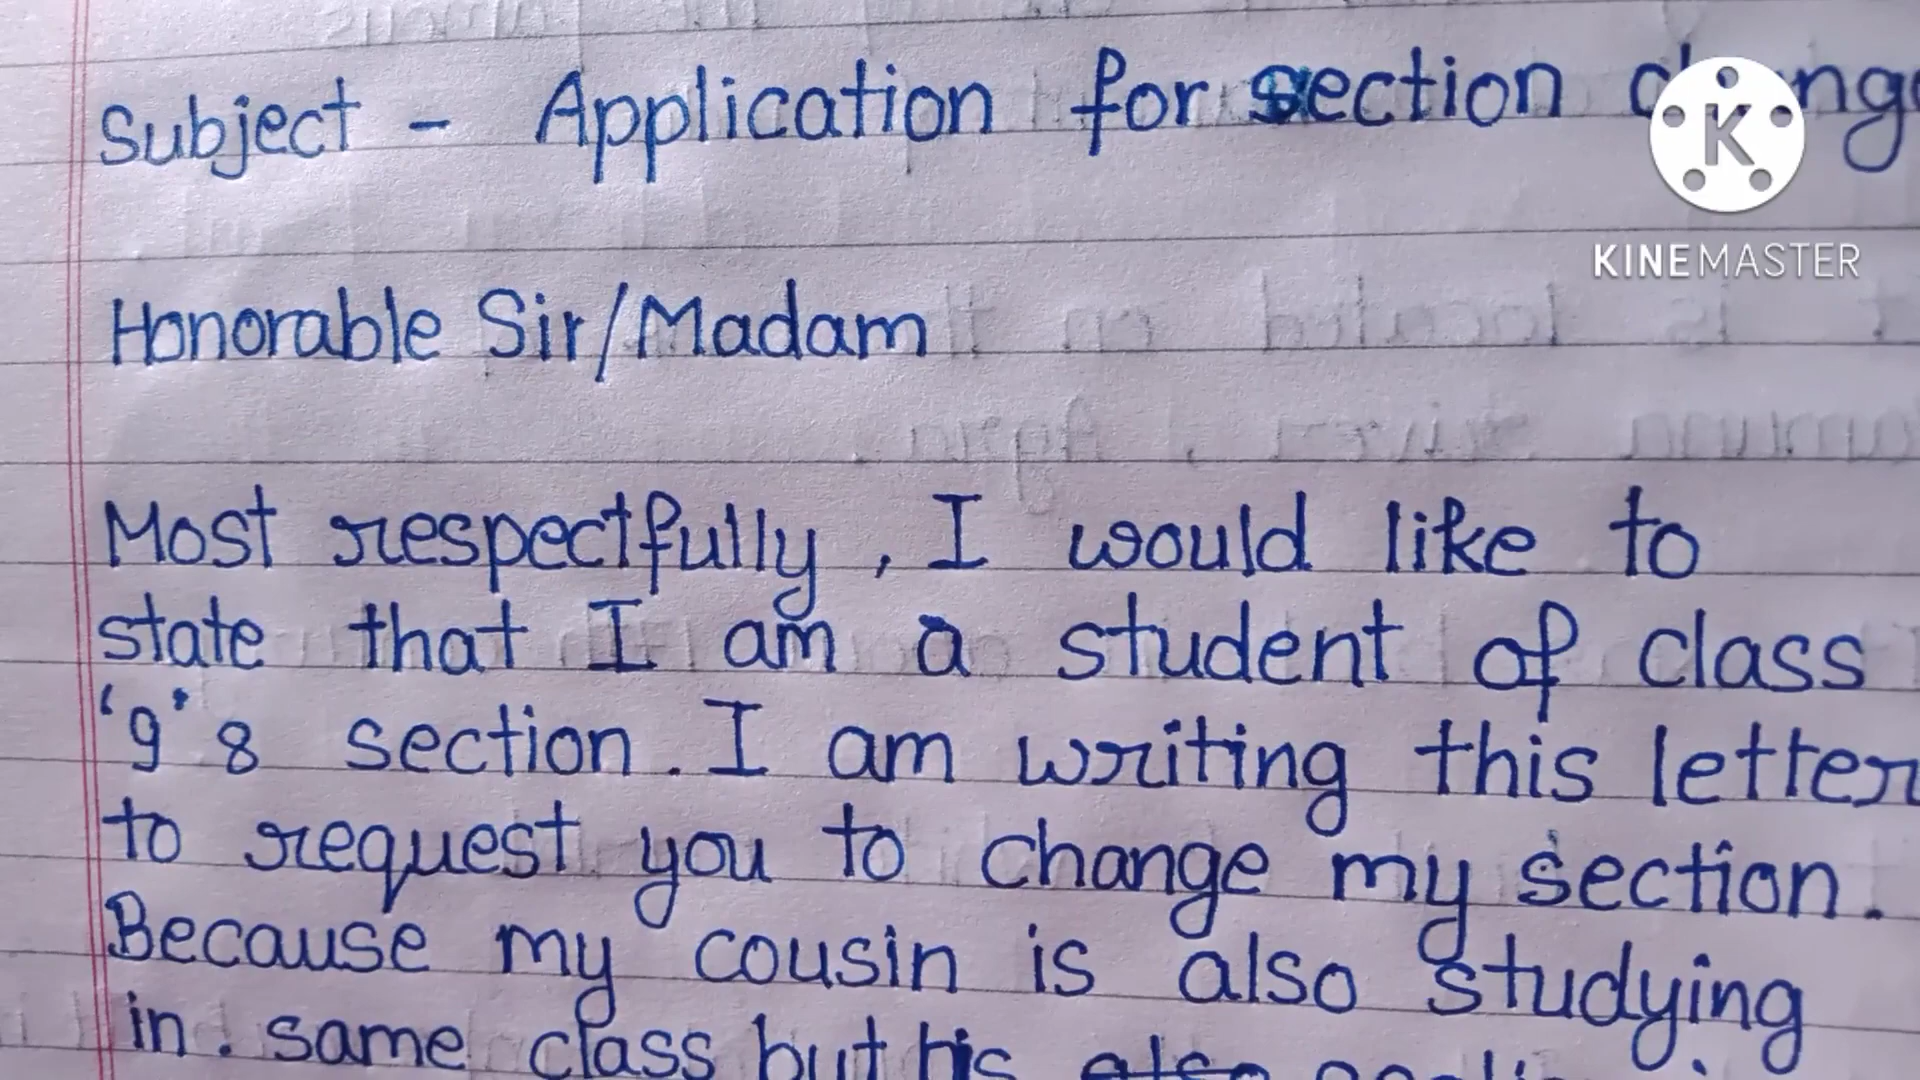 Subject - Application for section change
KINEMASTER
Honorable Sir/Madam
Most respectfully, I would like to
state that I am a student of class
'9' 8 section. I am writing this letter
to request you to change my section.
Because my cousin is also studying
in. same class but his